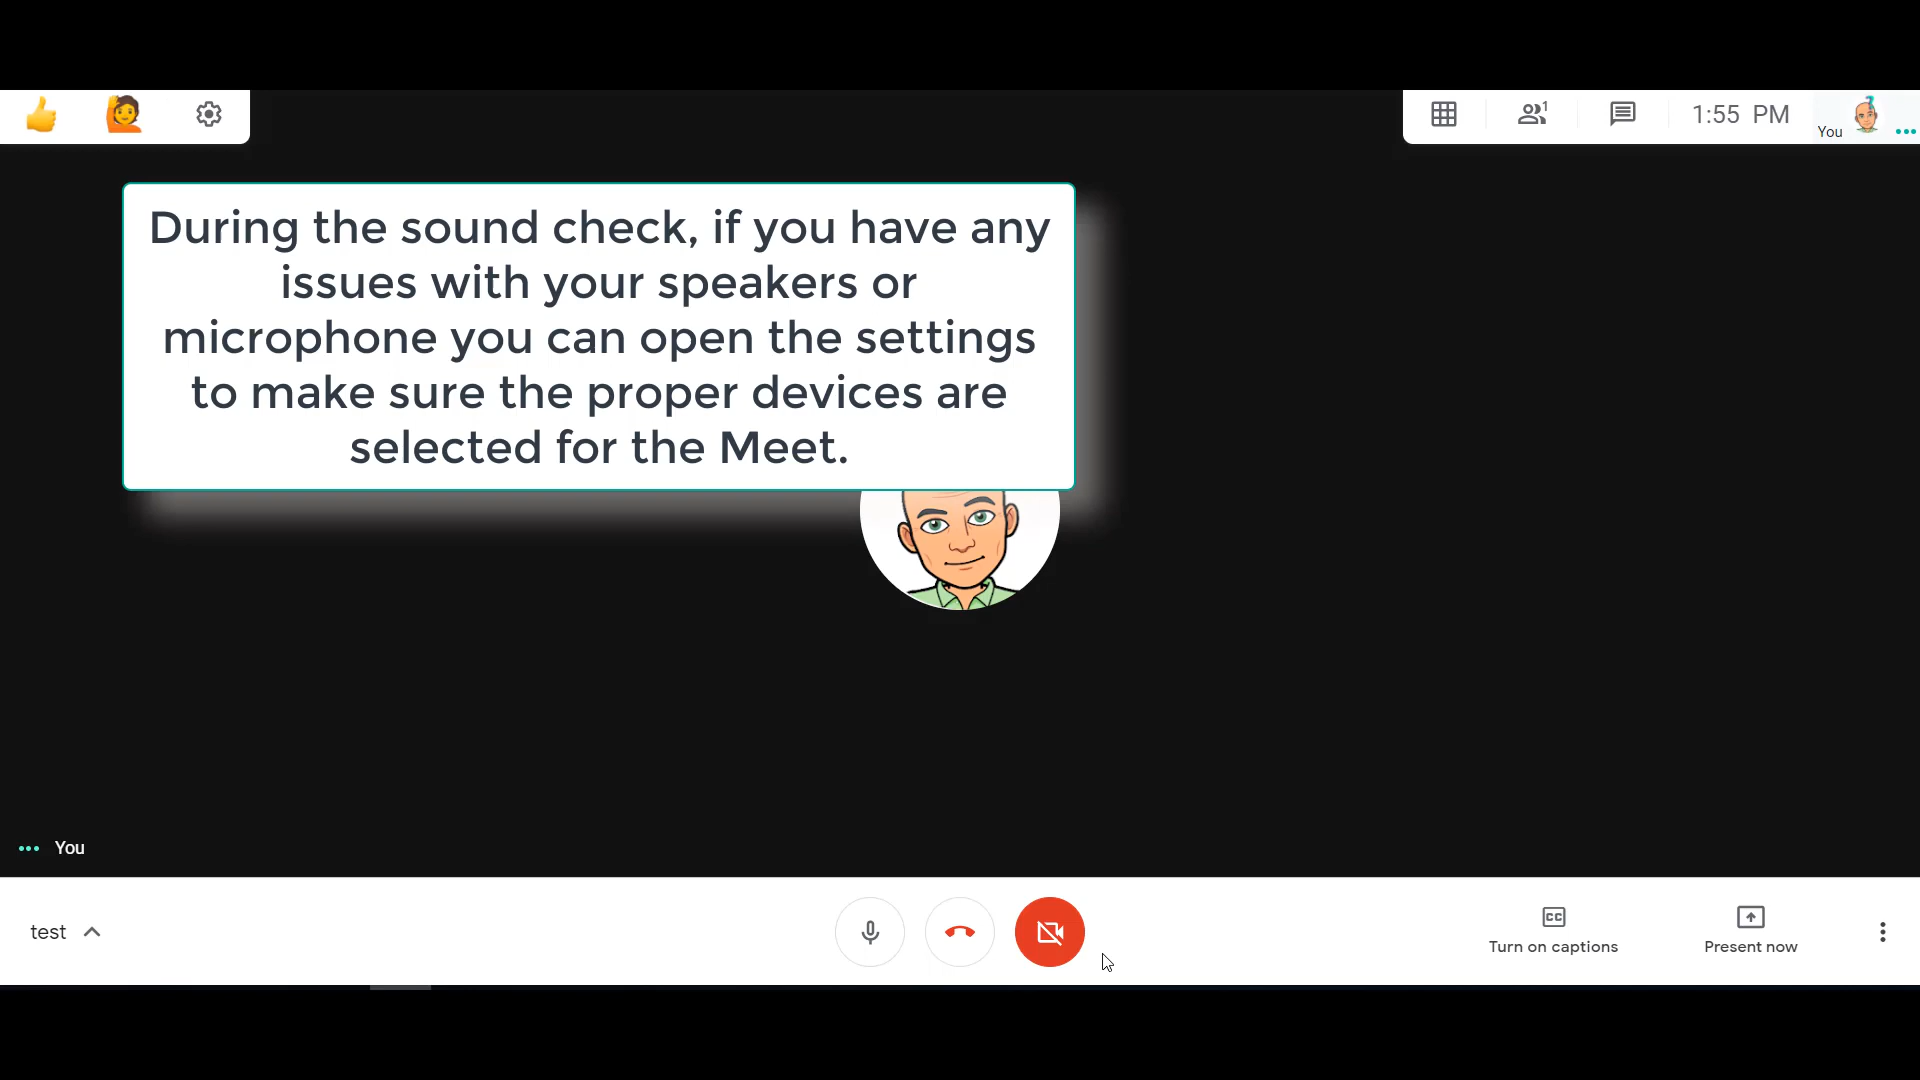 1
1:55 PM
You
During the sound check, if you have any
issues with your speakers or
microphone you can open the settings
to make sure the proper devices are
selected for the Meet.
You
test
CC
Turn on captions
Present now